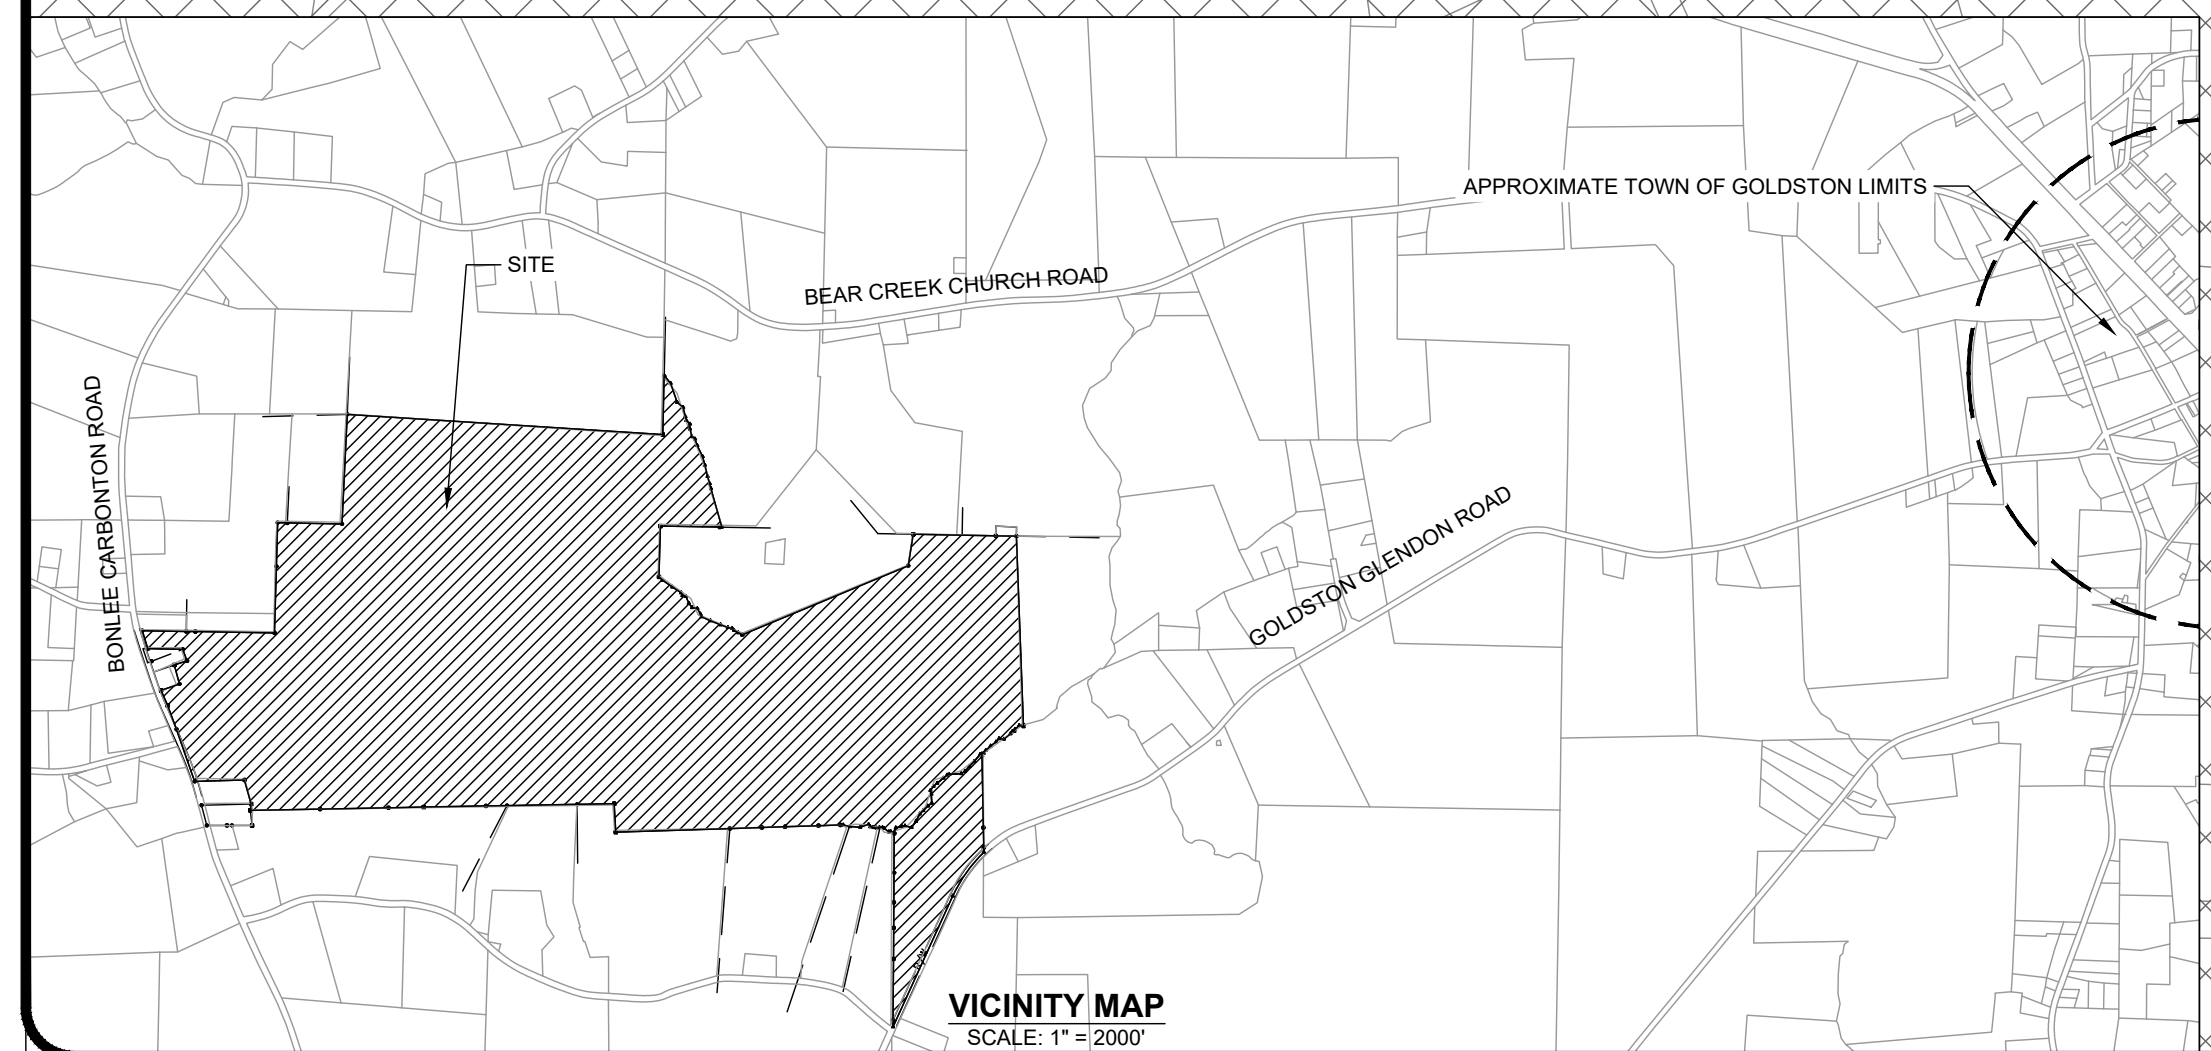 APPROXIMATE TOWN OF GOLDSTON LIMITS
SITE
BEAR CREEK CHURCH ROAD
BONLEE CARBONTON ROAD
GOLDSTON GLENDON ROAD
VICINITY MAP
SCALE: 1" = 2000'